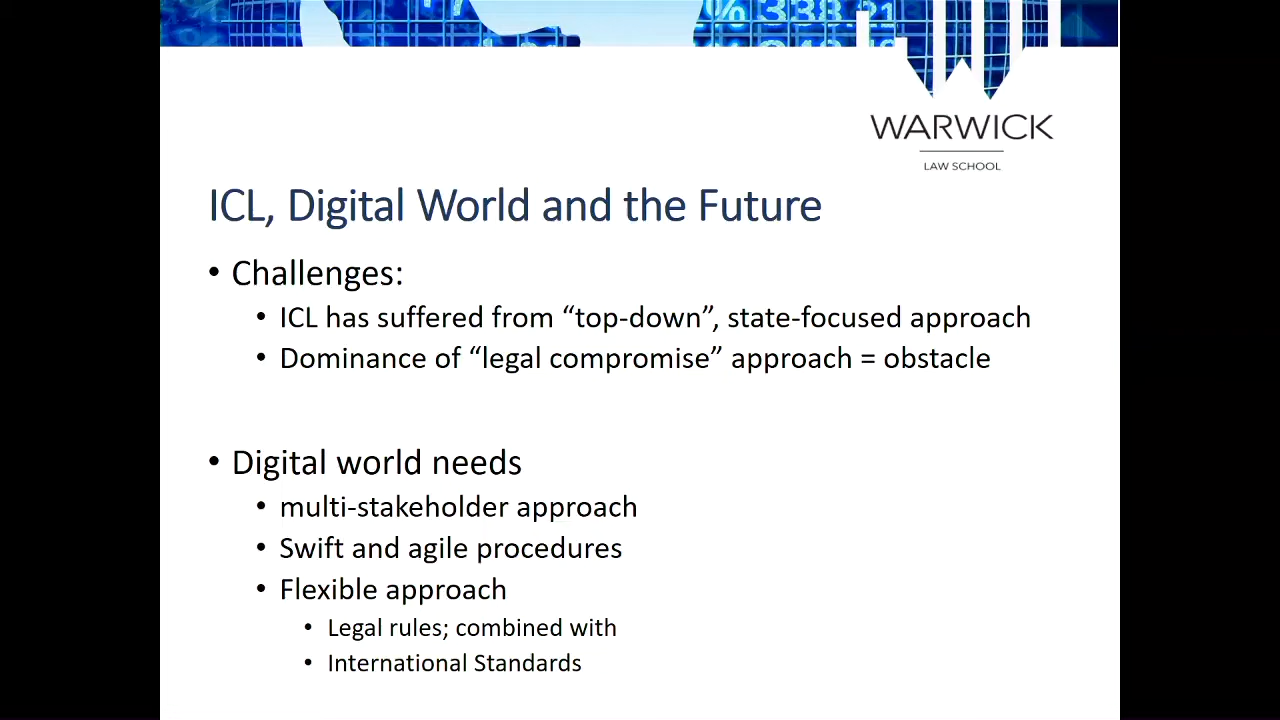 WARWICK
LAW SCHOOL
ICL, Digital World and the Future
• Challenges:
• ICL has suffered from “top-down”, state-focused approach
• Dominance of “legal compromise” approach = obstacle
• Digital world needs
• multi-stakeholder approach
• Swift and agile procedures
• Flexible approach
• Legal rules; combined with
• International Standards